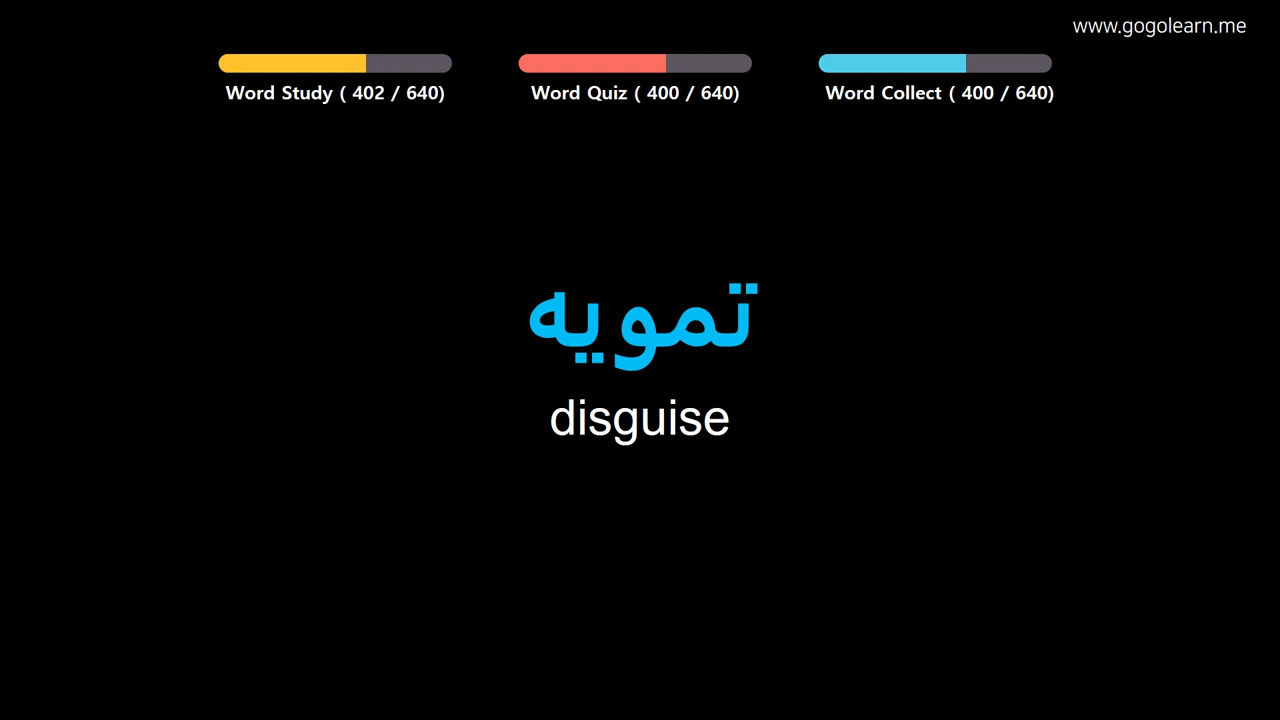 www.gogolearn.me
Word Study ( 402 / 640)
Word Quiz ( 400 / 640)
Word Collect ( 400 / 640)
تمويه
disguise